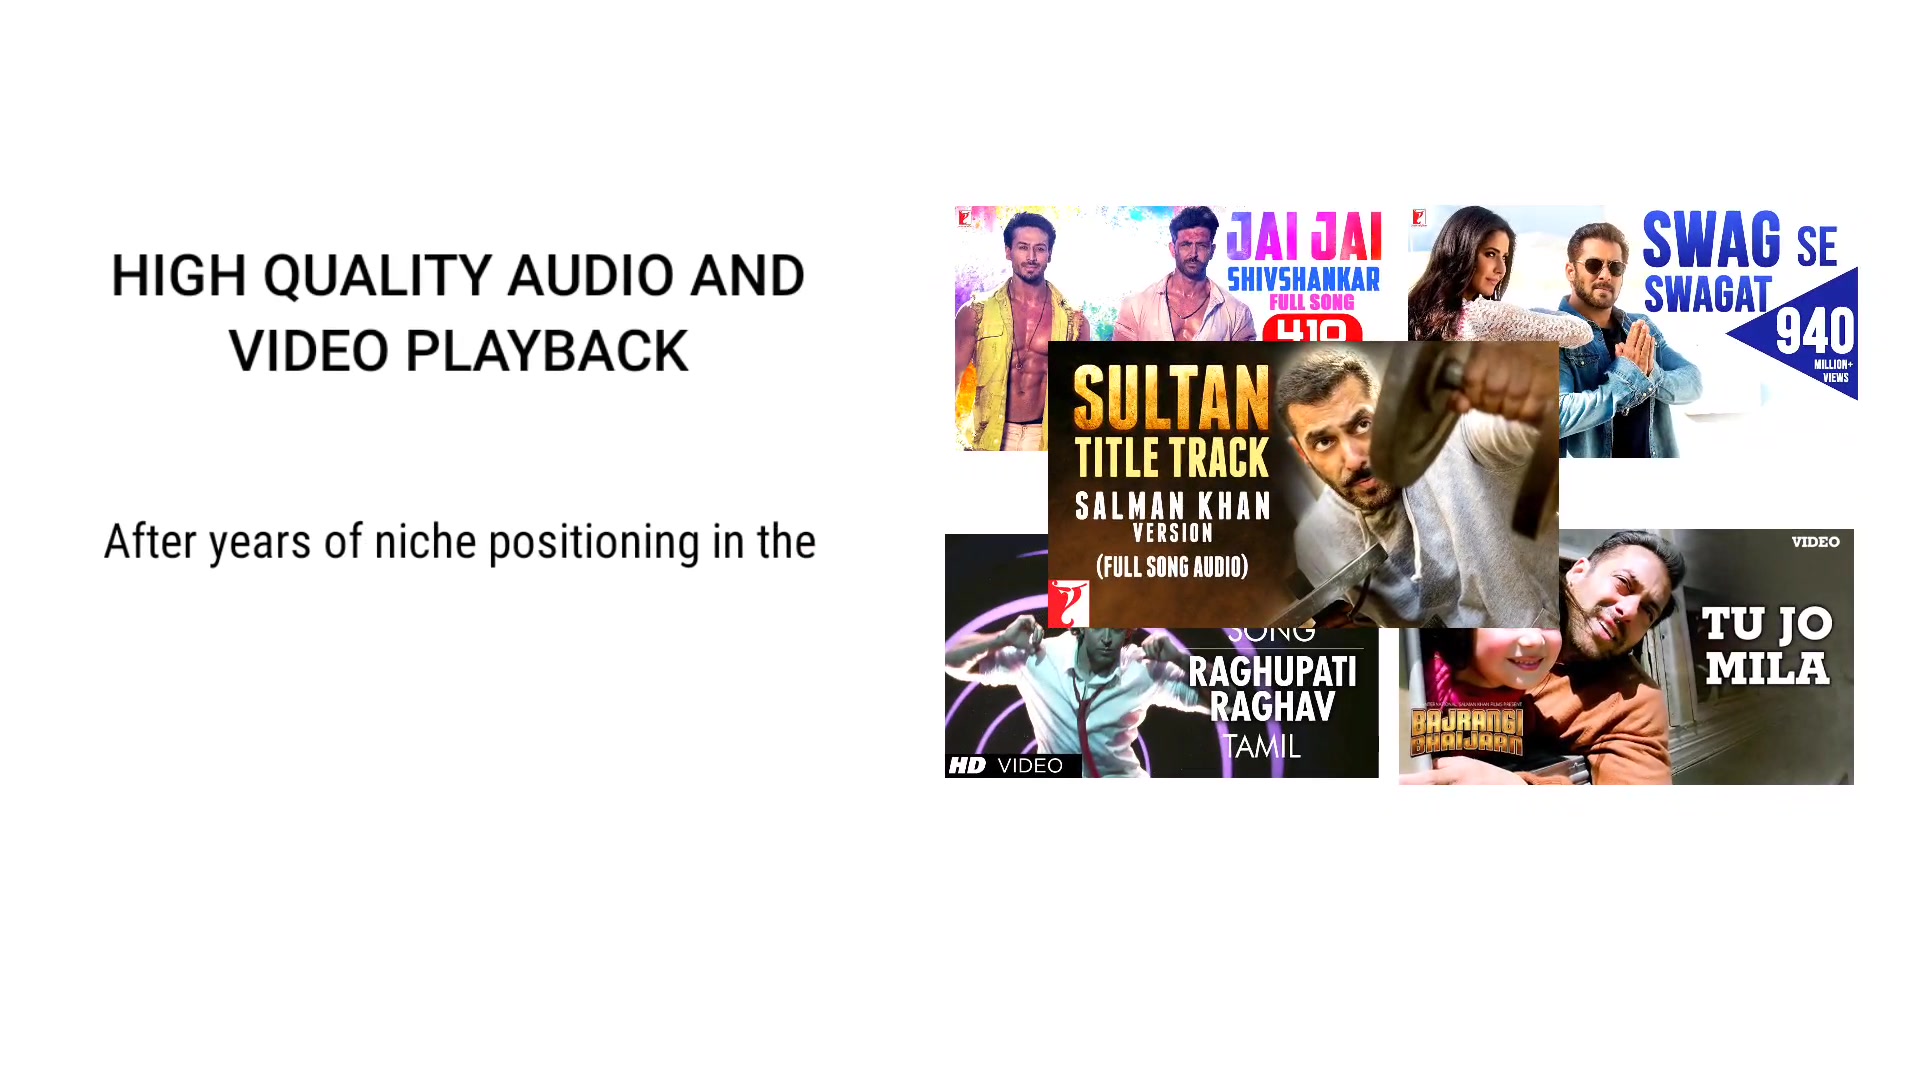 HIGH QUALITY AUDIO AND
VIDEO PLAYBACK
After years of niche positioning in the
JAI JAI
SHIVSHANKAR
FULL SONG
410
SWAG SE
SWAGAT
940
MILLION+
VIEWS
SULTAN
TITLE TRACK
SALMAN KHAN
VERSION
(FULL SONG AUDIO)
SONG
RAGHUPATI
RAGHAV
TAMIL
HD VIDEO
VIDEO
TU JO
MILA
BAJRANGI
BHAIJAAN